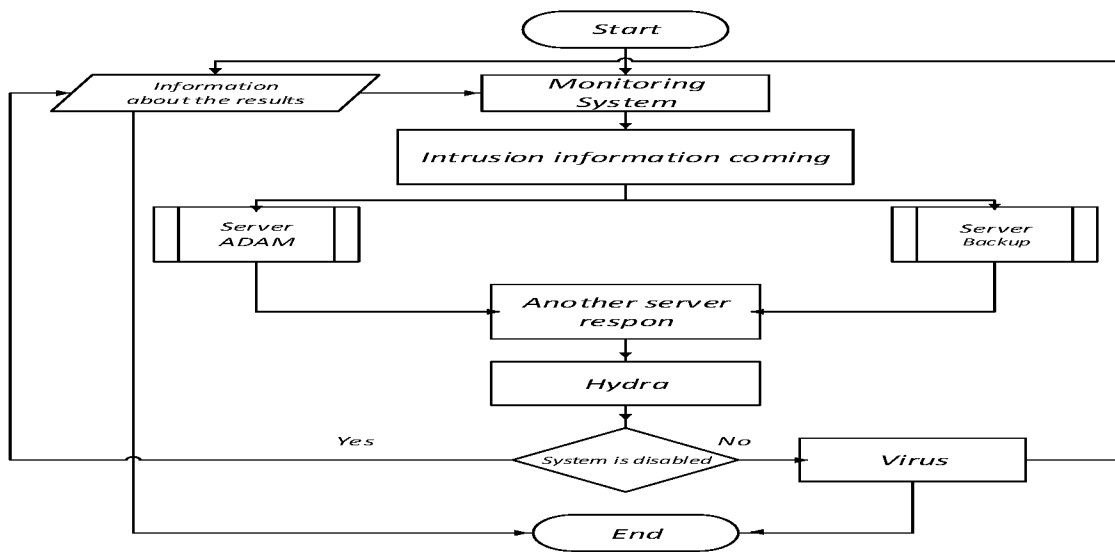 Start
Information
about the results
Monitoring
System
Intrusion information coming
Server
ADAM
Server
Backup
Another server
respon
Hydra
Yes
No
System is disabled
Virus
End